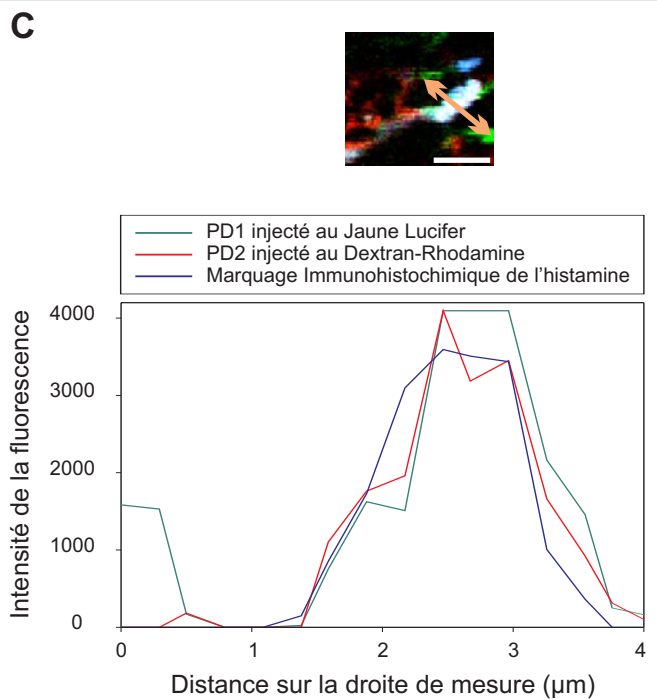 C
PD1 injecté au Jaune Lucifer
PD2 injecté au Dextran-Rhodamine
Marquage Immunohistochimique de l'histamine
Intensité de la fluorescence
4000
3000
2000
1000
0
0 1 2 3 4
Distance sur la droite de mesure (µm)